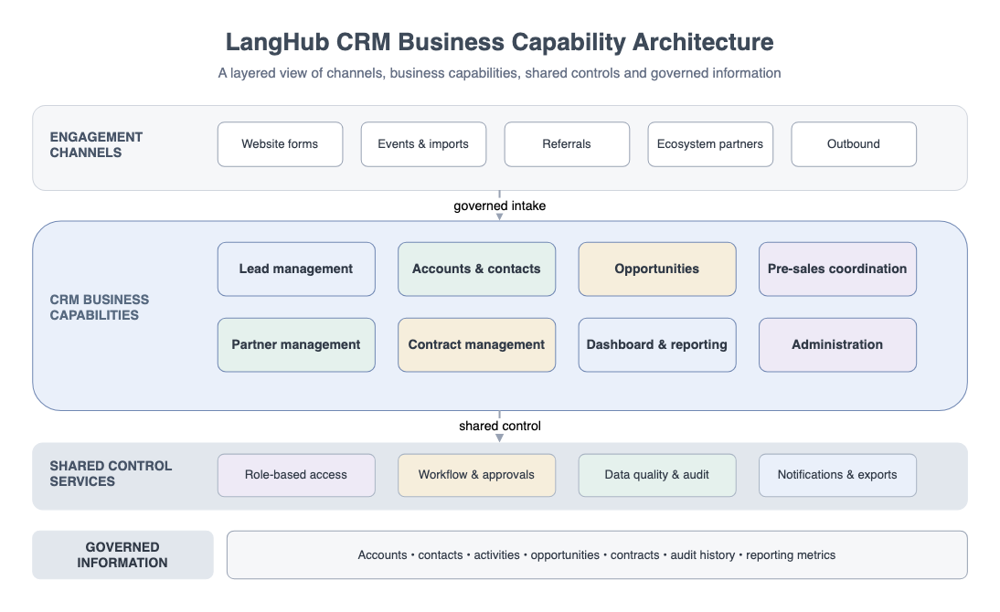 LangHub CRM Business Capability Architecture
A layered view of channels, business capabilities, shared controls and governed information
ENGAGEMENT
CHANNELS
Website forms
Events & imports
Referrals
Ecosystem partners
Outbound
governed intake
CRM BUSINESS
CAPABILITIES
Lead management
Accounts & contacts
Opportunities
Pre-sales coordination
Partner management
Contract management
Dashboard & reporting
Administration
shared control
SHARED CONTROL
SERVICES
Role-based access
Workflow & approvals
Data quality & audit
Notifications & exports
GOVERNED
INFORMATION
Accounts • contacts • activities • opportunities • contracts • audit history • reporting metrics